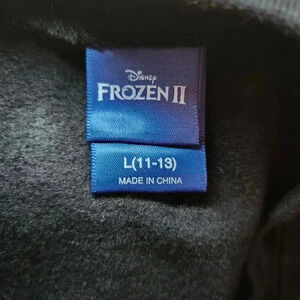 Disney
FROZEN II
L(11-13)
MADE IN CHINA